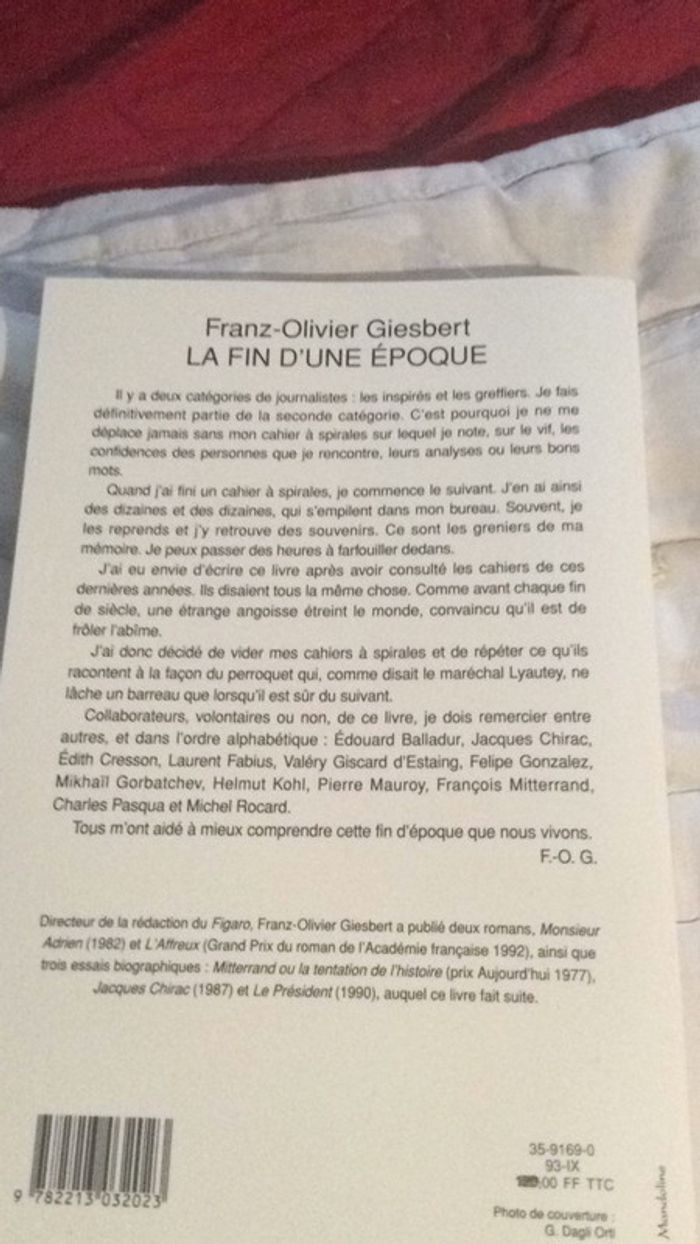 Franz-Olivier Giesbert
LA FIN D'UNE ÉPOQUE
Il y a deux catégories de journalistes : les inspirés et les greffiers. Je fais
définitivement partie de la seconde catégorie. C'est pourquoi je ne me
déplace jamais sans mon cahier à spirales sur lequel je note, sur le vif, les
confidences des personnes que je rencontre, leurs analyses ou leurs bons
mots.
Quand j'ai fini un cahier à spirales, je commence le suivant. J'en ai ainsi
des dizaines et des dizaines, qui s'empilent dans mon bureau. Souvent, je
les reprends et j'y retrouve des souvenirs. Ce sont les greniers de ma
mémoire. Je peux passer des heures à farfouiller dedans.
J'ai eu envie d'écrire ce livre après avoir consulté les cahiers de ces
dernières années. Ils disaient tous la même chose. Comme avant chaque fin
de siècle, une étrange angoisse étreint le monde, convaincu qu'il est de
frôler l'abîme.
J'ai donc décidé de vider mes cahiers à spirales et de répéter ce qu'ils
racontent à la façon du perroquet qui, comme disait le maréchal Lyautey, ne
lâche un barreau que lorsqu'il est sûr du suivant.
Collaborateurs, volontaires ou non, de ce livre, je dois remercier entre
autres, et dans l'ordre alphabétique : Édouard Balladur, Jacques Chirac,
Édith Cresson, Laurent Fabius, Valéry Giscard d'Estaing, Felipe Gonzalez,
Mikhaïl Gorbatchev, Helmut Kohl, Pierre Mauroy, François Mitterrand,
Charles Pasqua et Michel Rocard.
Tous m'ont aidé à mieux comprendre cette fin d'époque que nous vivons.
F.-O. G.
Directeur de la rédaction du Figaro, Franz-Olivier Giesbert a publié deux romans, Monsieur
Adrien (1982) et L'Affreux (Grand Prix du roman de l'Académie française 1992), ainsi que
trois essais biographiques : Mitterrand ou la tentation de l'histoire (prix Aujourd'hui 1977),
Jacques Chirac (1987) et Le Président (1990), auquel ce livre fait suite.
9 782213 032023
35-9169-0
93-IX
,00 FF TTC
Photo de couverture :
G. Dagli Orti
Mandoline